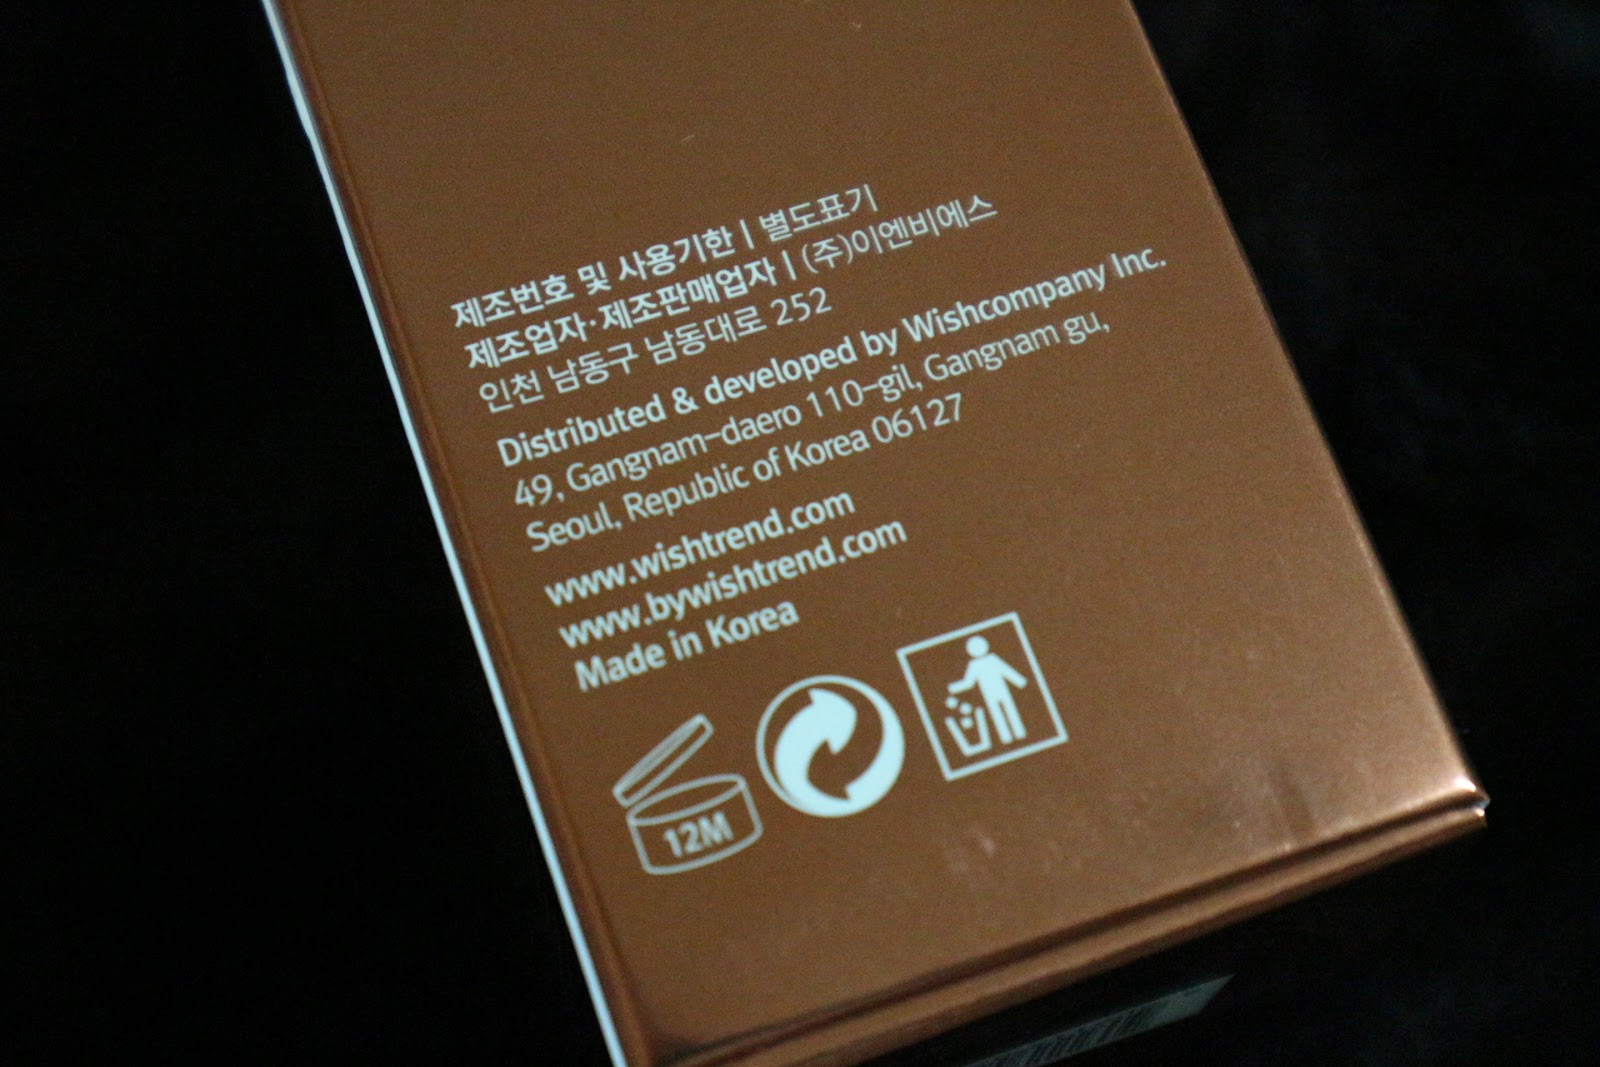 제조번호 및 사용기한 | 별도표기
제조업자·제조판매업자 | (주)이엔비에스
인천 남동구 남동대로 252
Distributed & developed by Wishcompany Inc.
49, Gangnam-daero 110-gil, Gangnam gu,
Seoul, Republic of Korea 06127
www.wishtrend.com
www.bywishtrend.com
Made in Korea
12M